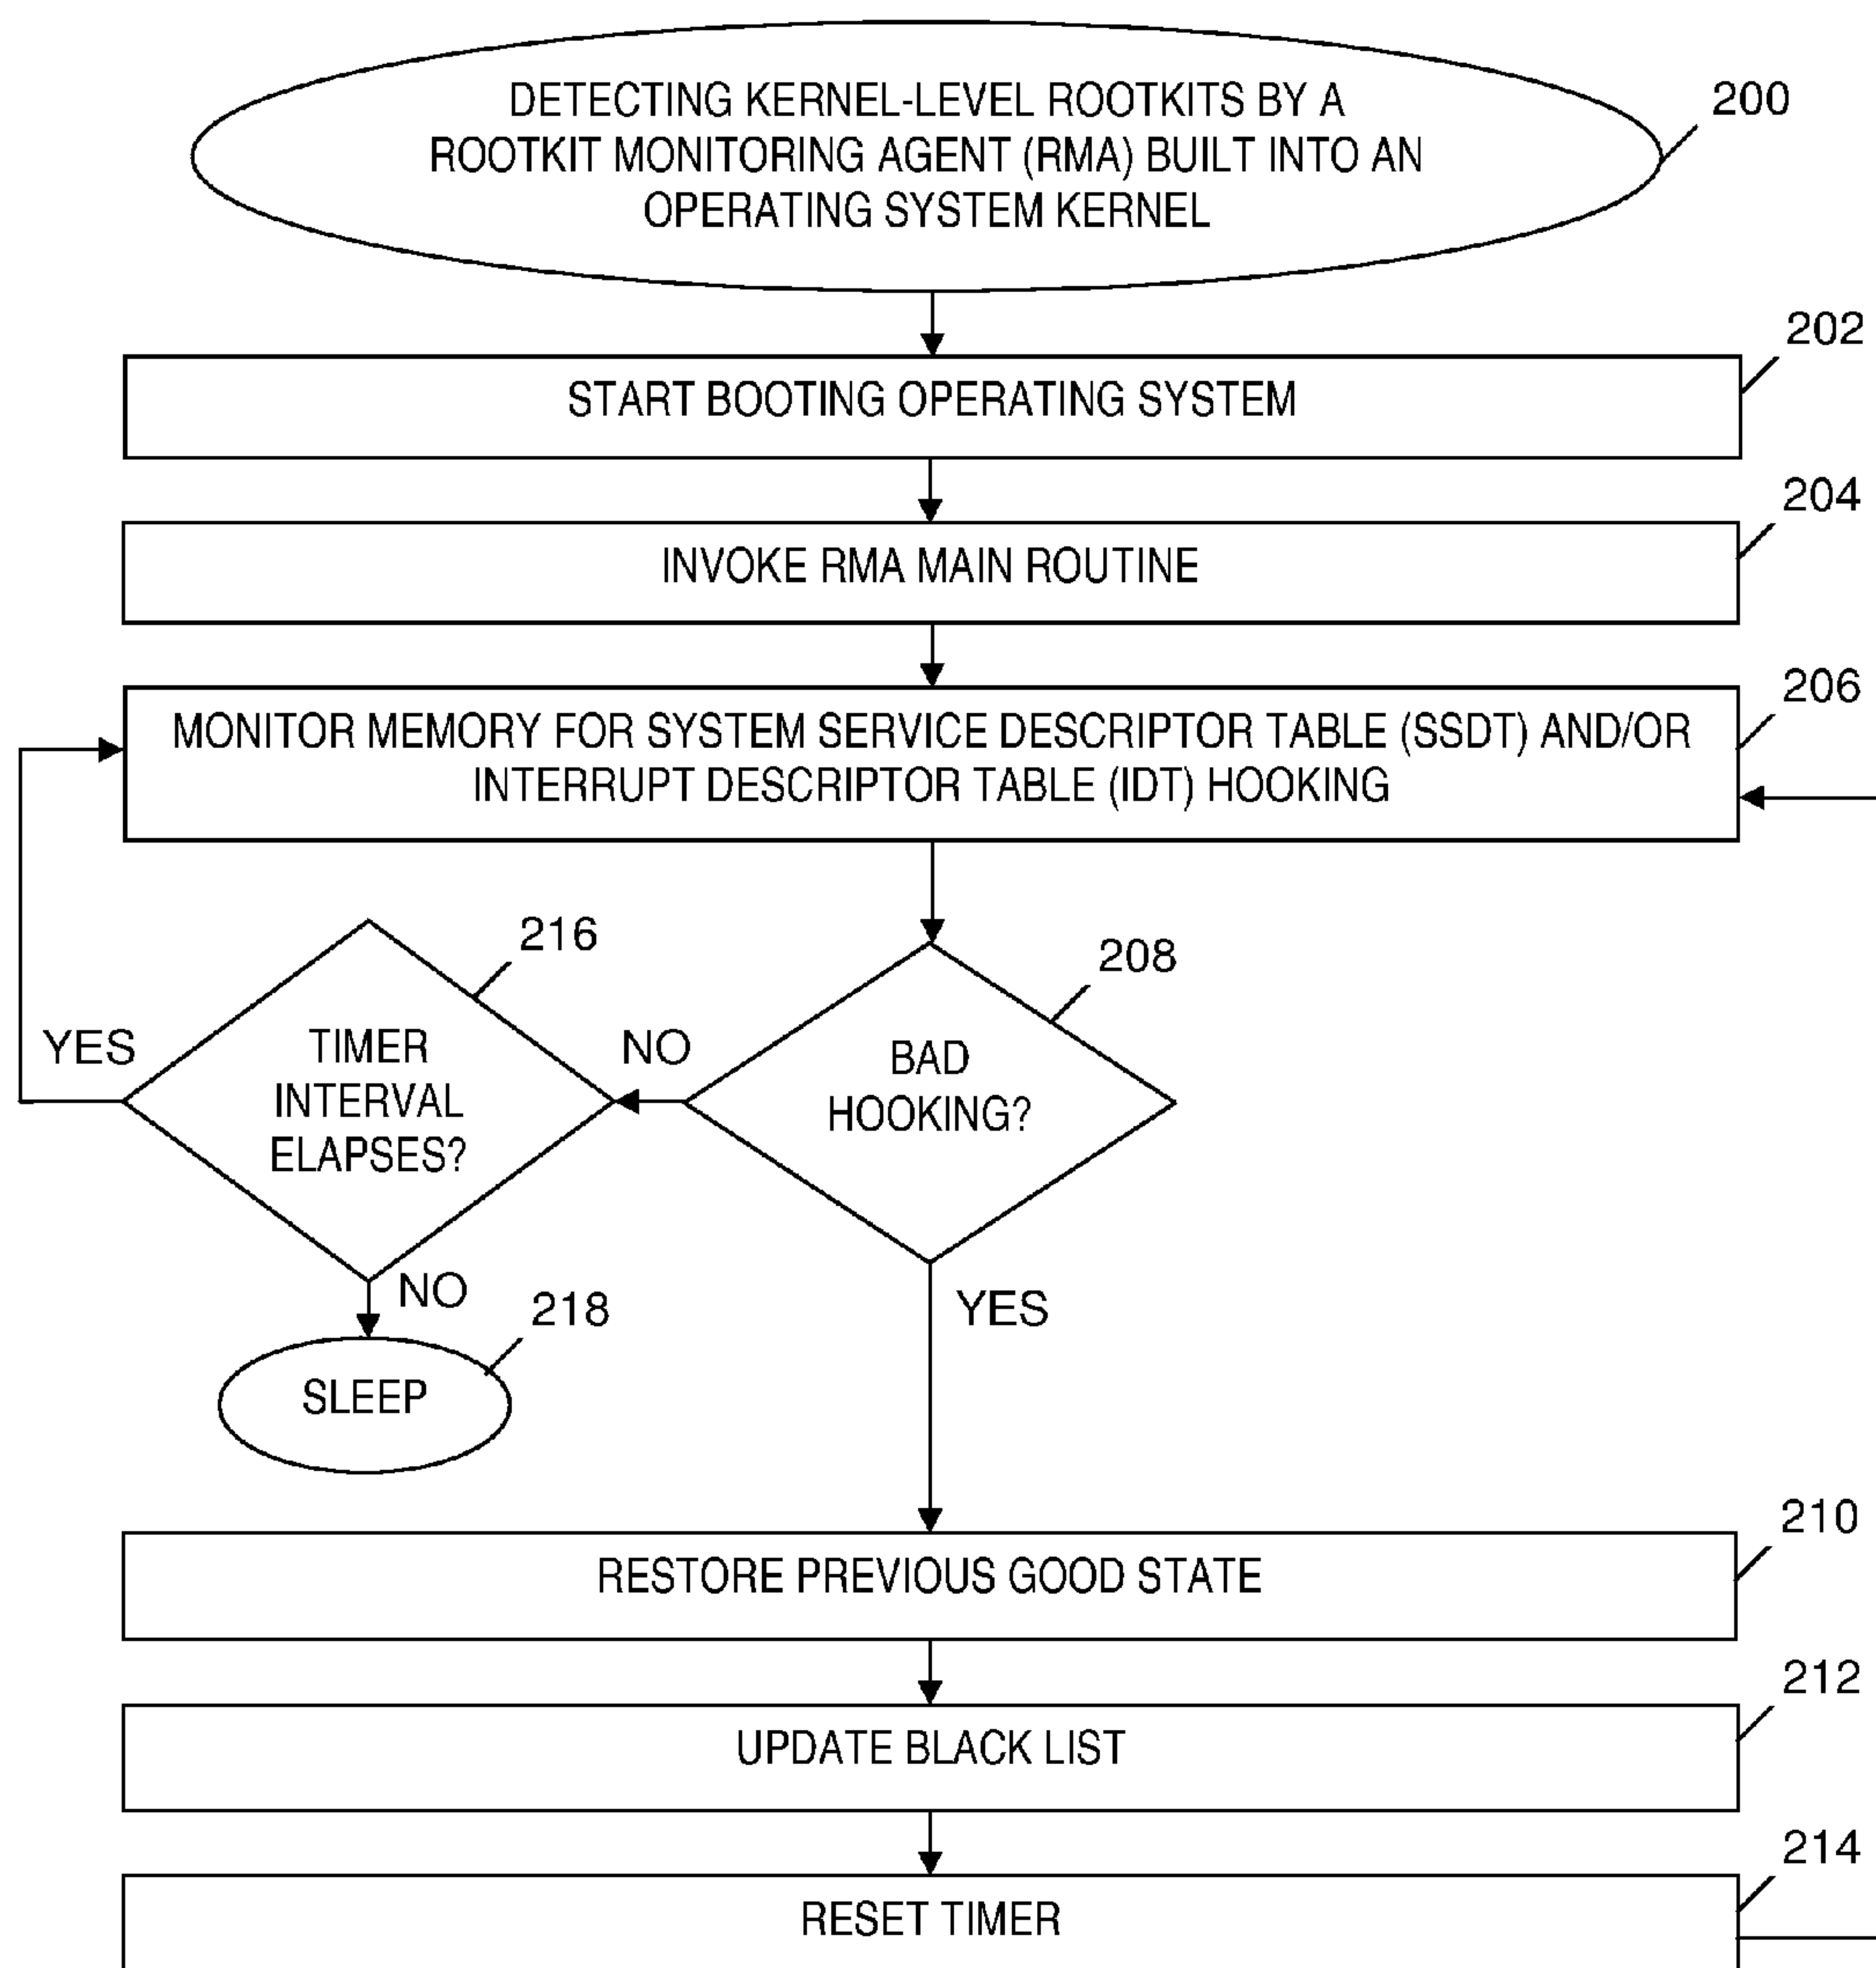 DETECTING KERNEL-LEVEL ROOTKITS BY A
ROOTKIT MONITORING AGENT (RMA) BUILT INTO AN
OPERATING SYSTEM KERNEL
200
202
START BOOTING OPERATING SYSTEM
204
INVOKE RMA MAIN ROUTINE
206
MONITOR MEMORY FOR SYSTEM SERVICE DESCRIPTOR TABLE (SSDT) AND/OR
INTERRUPT DESCRIPTOR TABLE (IDT) HOOKING
216
208
YES
TIMER
INTERVAL
ELAPSES?
NO
BAD
HOOKING?
NO
218
YES
SLEEP
210
RESTORE PREVIOUS GOOD STATE
212
UPDATE BLACK LIST
214
RESET TIMER